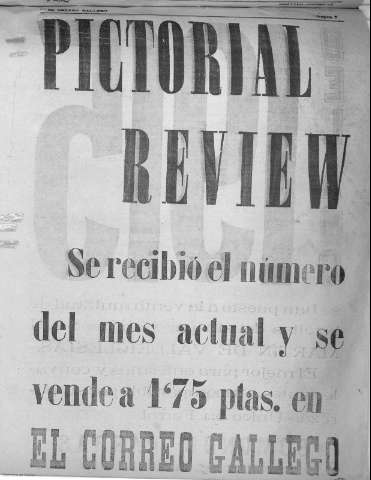 PICTORIAL
REVIEW
Se recibió el número
del mes actual y se
vende a 1'75 ptas. en
EL CORREO GALLEGO